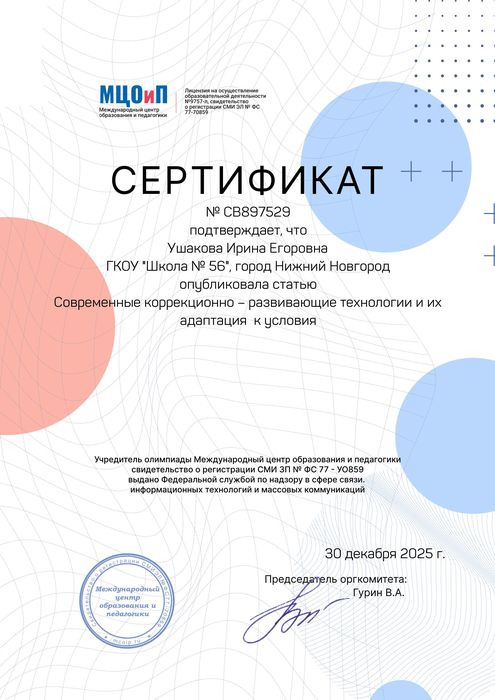 МЦОиП
Международный центр
образования и педагогики
Лицензия на осуществление
образовательной деятельности
№9757-л, свидетельство
о регистрации СМИ ЭЛ № ФС
77-70859
СЕРТИФИКАТ
№ СВ897529
подтверждает, что
Ушакова Ирина Егоровна
ГКОУ "Школа № 56", город Нижний Новгород
опубликовала статью
Современные коррекционно – развивающие технологии и их
адаптация к условия
Учредитель олимпиады Международный центр образования и педагогики
свидетельство о регистрации СМИ ЗП № ФС 77 - УО859
выдано Федеральной службой по надзору в сфере связи.
информационных технологий и массовых коммуникаций
30 декабря 2025 г.
Председатель оргкомитета:
Гурин В.А.
Международный
центр
образования и
педагогики